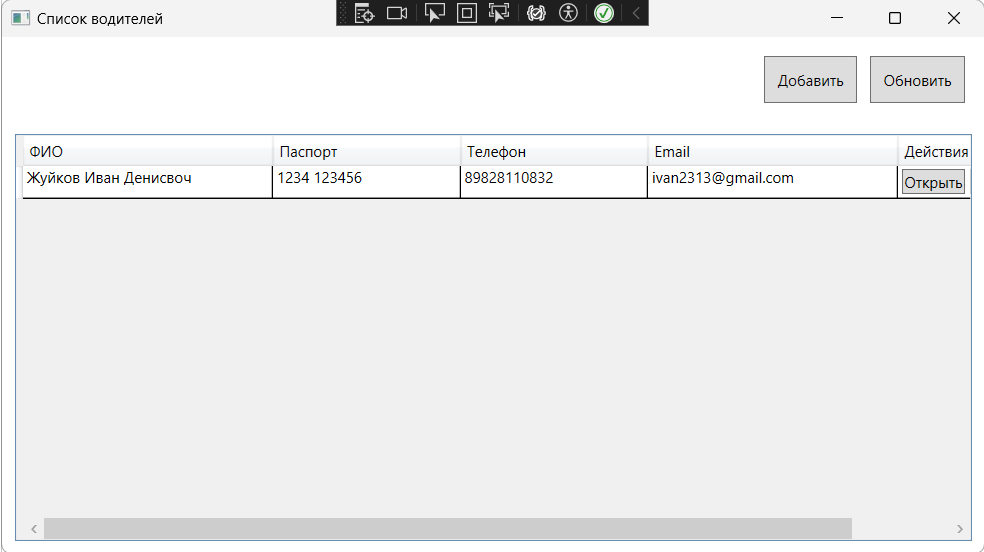 Список водителей
Добавить Обновить
ФИО Паспорт Телефон Email Действия
Жуйков Иван Денисвоч 1234 123456 89828110832 ivan2313@gmail.com Открыть